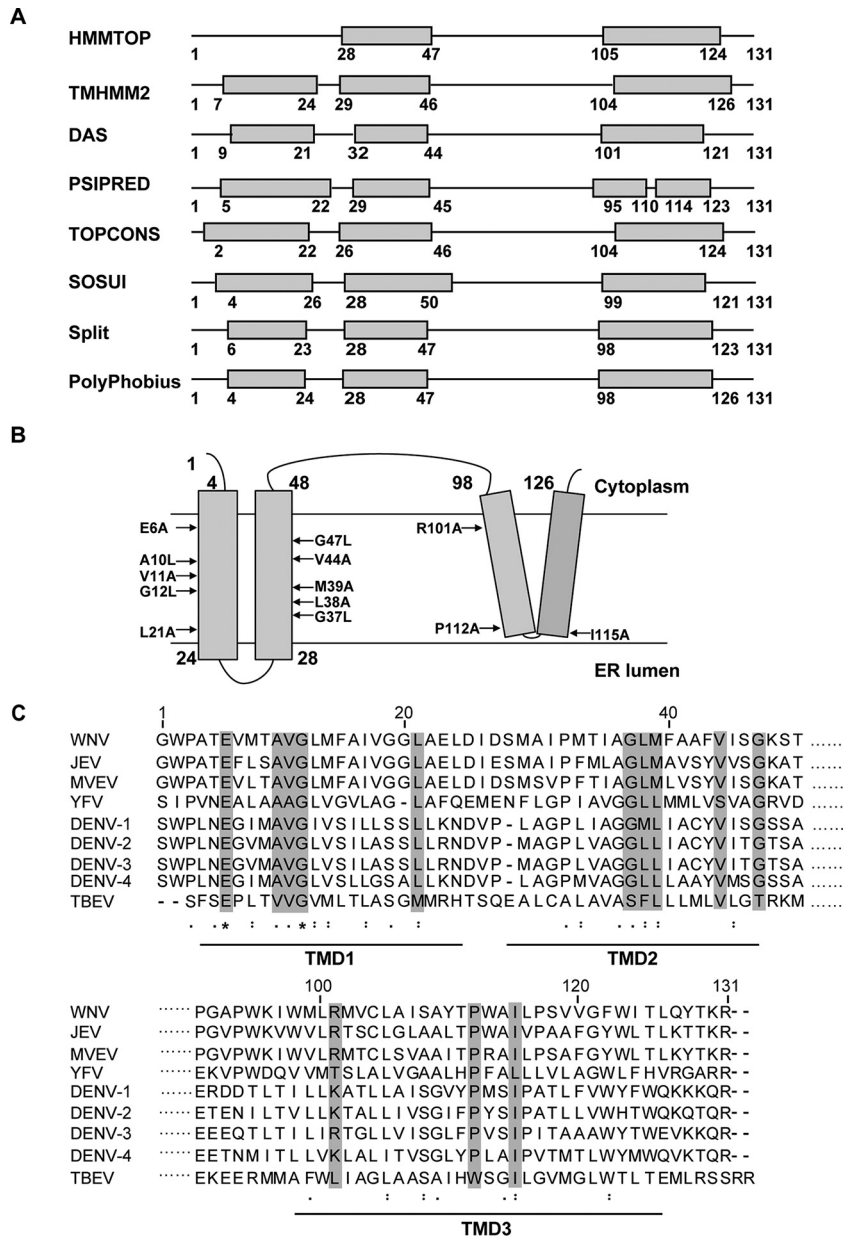 A
HMMTOP
1 28 47 105 124 131
TMHMM2
1 7 24 29 46 104 126 131
DAS
1 9 21 32 44 101 121 131
PSIPRED
1 5 22 29 45 95 110 114 123 131
TOPCONS
1 2 22 26 46 104 124 131
SOSUI
1 4 26 28 50 99 121 131
Split
1 6 23 28 47 98 123 131
PolyPhobius
1 4 24 28 47 98 126 131
B
1 4 48 98 126 Cytoplasm
E6A R101A
G47L
A10L V44A
V11A
G12L M39A
L38A
G37L
L21A P112A I115A
24 28 ER lumen
C
1 20 40
WNV GWPATEVMTAVGLMFAIVGGLAELDIDSMAIPMTIAGLMFAAFVISGKST ......
JEV GWPATEFLSAVGLMFAIVGGLAELDIESMAIPFMLAGLMAVSYVVSGKAT ......
MVEV GWPATEVLTAVGLMFAIVGGLAELDIDSMSVPFTIAGLMLVSYVISGKAT ......
YFV SIPVNEALAAAGLVGVLAG-LAFQEMENFLGPIAVGGLLMMLVSVAGRVD ......
DENV-1 SWPLNEGIMAVGIVSILLSSLLKNDVP-LAGPLIAGGMLIACYVISGSSA ......
DENV-2 SWPLNEGVMAVGIVSILASSLLRNDVP-MAGPLVAGGLLIACYVITGTSA ......
DENV-3 SWPLNEGVMAVGIVSILASSLLRNDVP-MAGPLVAGGLLIACYVITGTSA ......
DENV-4 SWPLNEGIMAVGLVSLLGSALLKNDVP-LAGPMVAGGLLLAAYVMSGSSA ......
TBEV --SFSEPLTVVGVMLTLASGMMRHTSQEALCALAVASFLLLMLVLGTRKM ......
. .* : ..*:: . . : .: :.:: :
TMD1 TMD2
100 120 131
WNV ...... PGAPWKIWMLRMVCLAISAYTPWAILPSVVGFWITLQYTKR--
JEV ...... PGVPWKVWVLRTSCLGLAALTPWAIVPAAFGYWLTLKTTKR--
MVEV ...... PGVPWKIWVLRMTCLSVAAITPRAILPSAFGYWLTLKYTKR--
YFV ...... EKVPWDQVVMTSLALVGAALHPFALLLVLAGWLFHVRGARR--
DENV-1 ...... ERDDTLTILLKATLLAISGVYPMSIPATLFVWYFWQKKKQR--
DENV-2 ...... ETENILTVLLKTALLIVSGIFPYSIPATLLVWHTWQKQTQR--
DENV-3 ...... EEEQTLTILIRTGLLVISGLFPVSIPITAAAWYTWEVKKQR--
DENV-4 ...... EETNMITLLVKLALITVSGLYPLAIPVTMTLWYMWQVKTQR--
TBEV ...... EKEERMMAFWLIAGLAASAIHWSGILGVMGLWTLTEMLRSSRR
. : :. .: :
TMD3